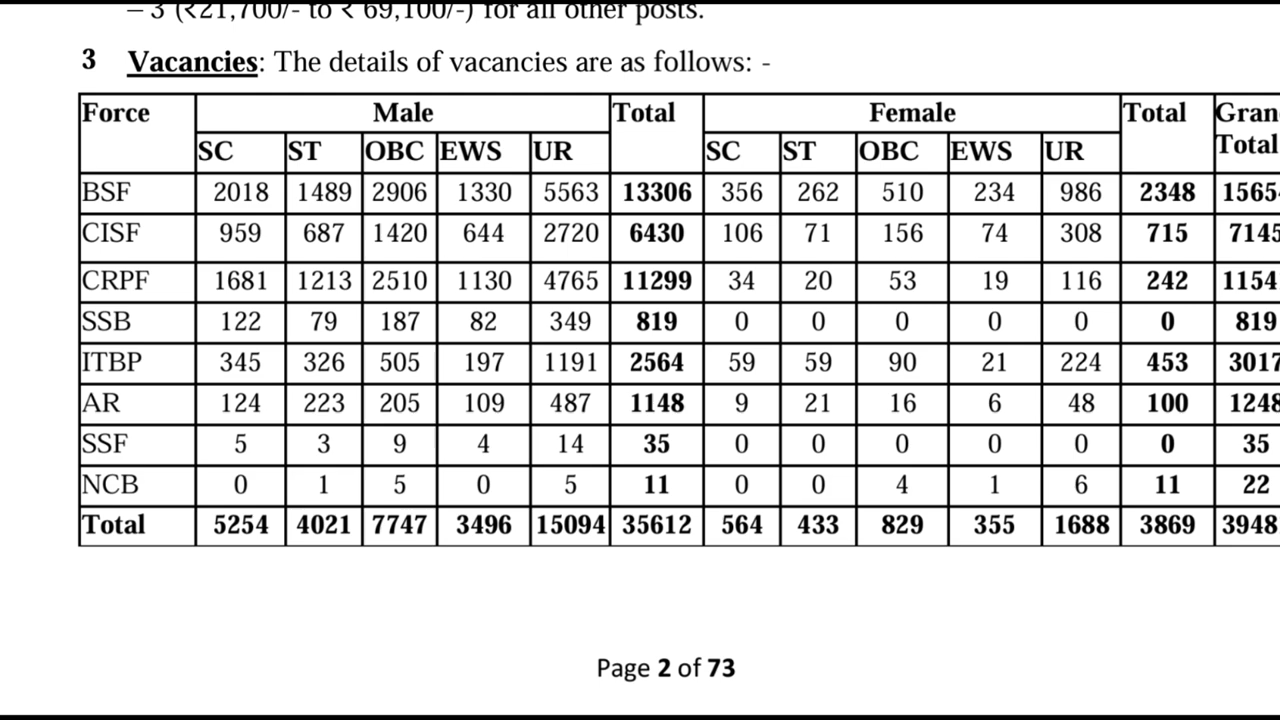 – 3 (₹21,700/- to ₹ 69,100/-) for all other posts.
3 Vacancies: The details of vacancies are as follows: -
Force Male Total Female Total Gran
SC ST OBC EWS UR SC ST OBC EWS UR Total
BSF 2018 1489 2906 1330 5563 13306 356 262 510 234 986 2348 1565
CISF 959 687 1420 644 2720 6430 106 71 156 74 308 715 7145
CRPF 1681 1213 2510 1130 4765 11299 34 20 53 19 116 242 1154
SSB 122 79 187 82 349 819 0 0 0 0 0 0 819
ITBP 345 326 505 197 1191 2564 59 59 90 21 224 453 3017
AR 124 223 205 109 487 1148 9 21 16 6 48 100 1248
SSF 5 3 9 4 14 35 0 0 0 0 0 0 35
NCB 0 1 5 0 5 11 0 0 4 1 6 11 22
Total 5254 4021 7747 3496 15094 35612 564 433 829 355 1688 3869 3948
Page 2 of 73